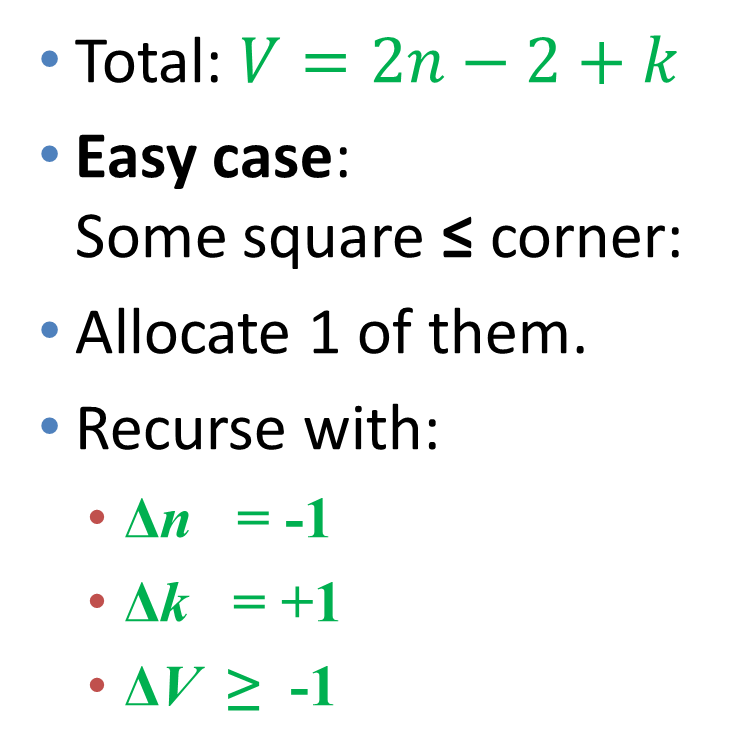 • Total: V = 2n − 2 + k
• Easy case:
Some square ≤ corner:
• Allocate 1 of them.
• Recurse with:
• Δn = -1
• Δk = +1
• ΔV ≥ -1